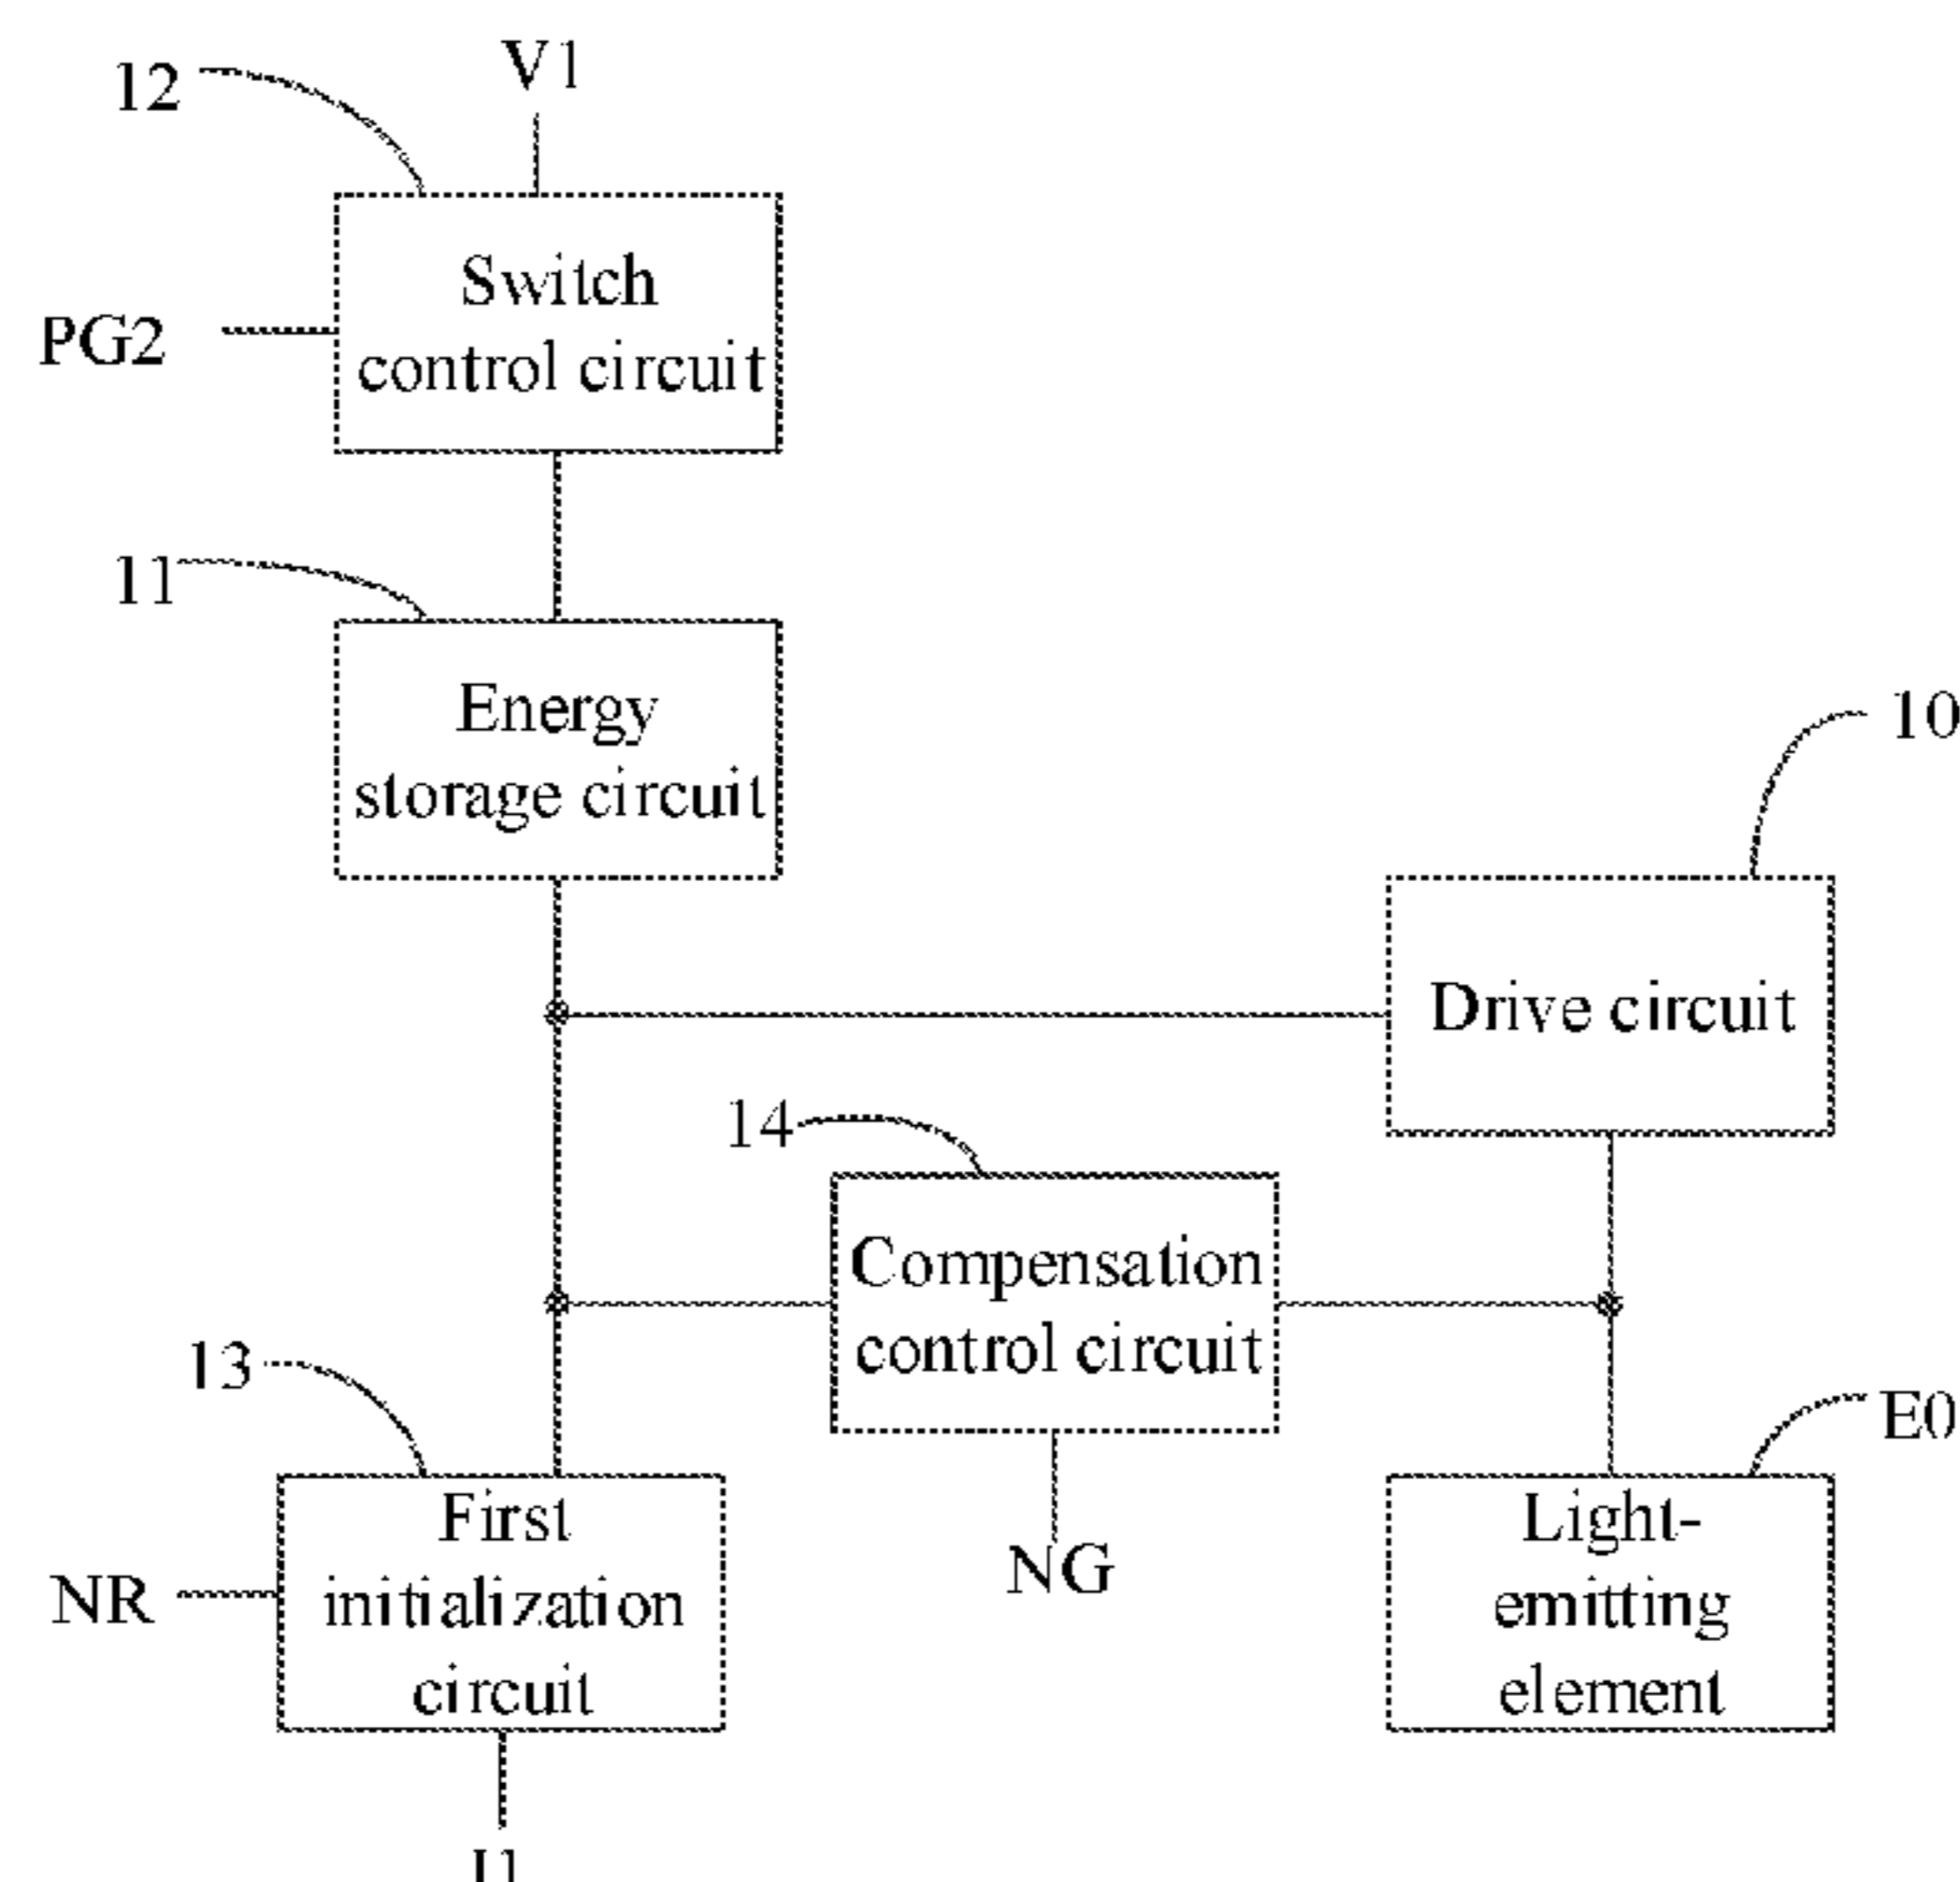 V1
12
Switch
control circuit
PG2
11
Energy
storage circuit
10
Drive circuit
14
Compensation
control circuit
13
E0
First
initialization
circuit
NR
NG
Light-
emitting
element